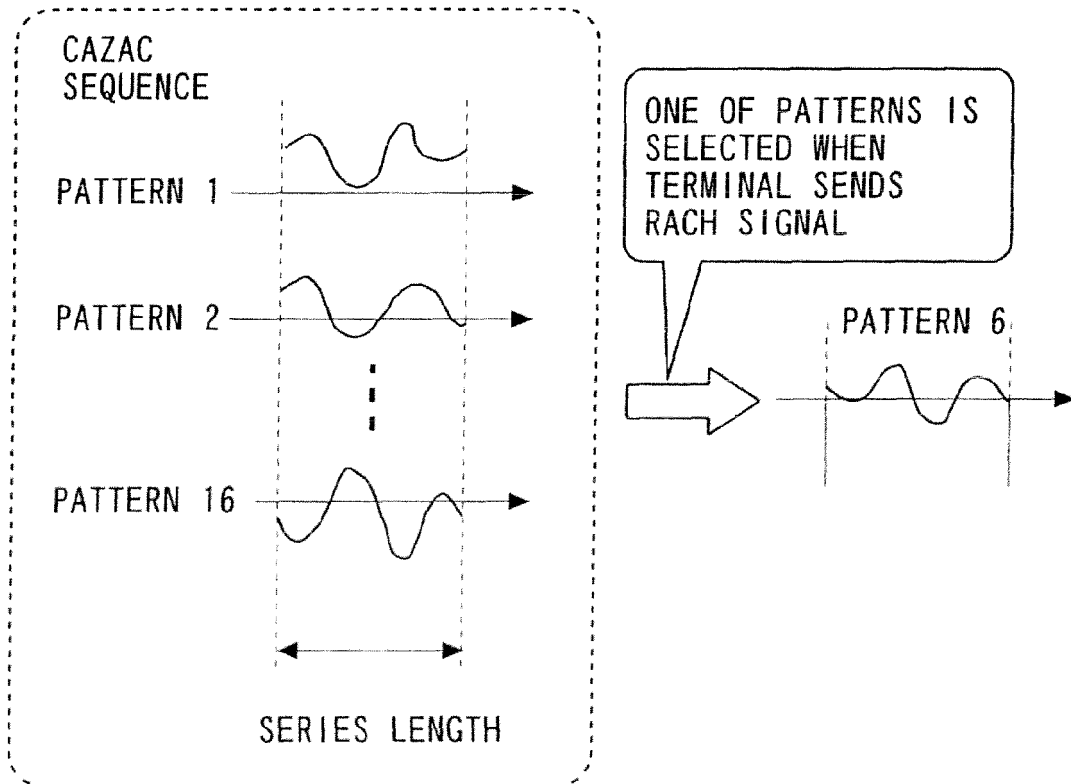 CAZAC
SEQUENCE
PATTERN 1
PATTERN 2
PATTERN 16
SERIES LENGTH
ONE OF PATTERNS IS
SELECTED WHEN
TERMINAL SENDS
RACH SIGNAL
PATTERN 6